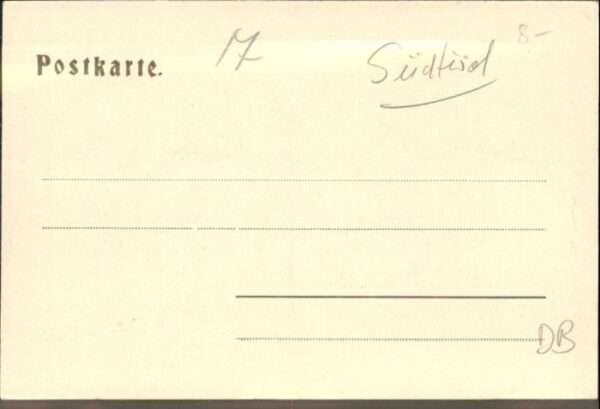 8-
Postkarte.
17
Südtirol
DB